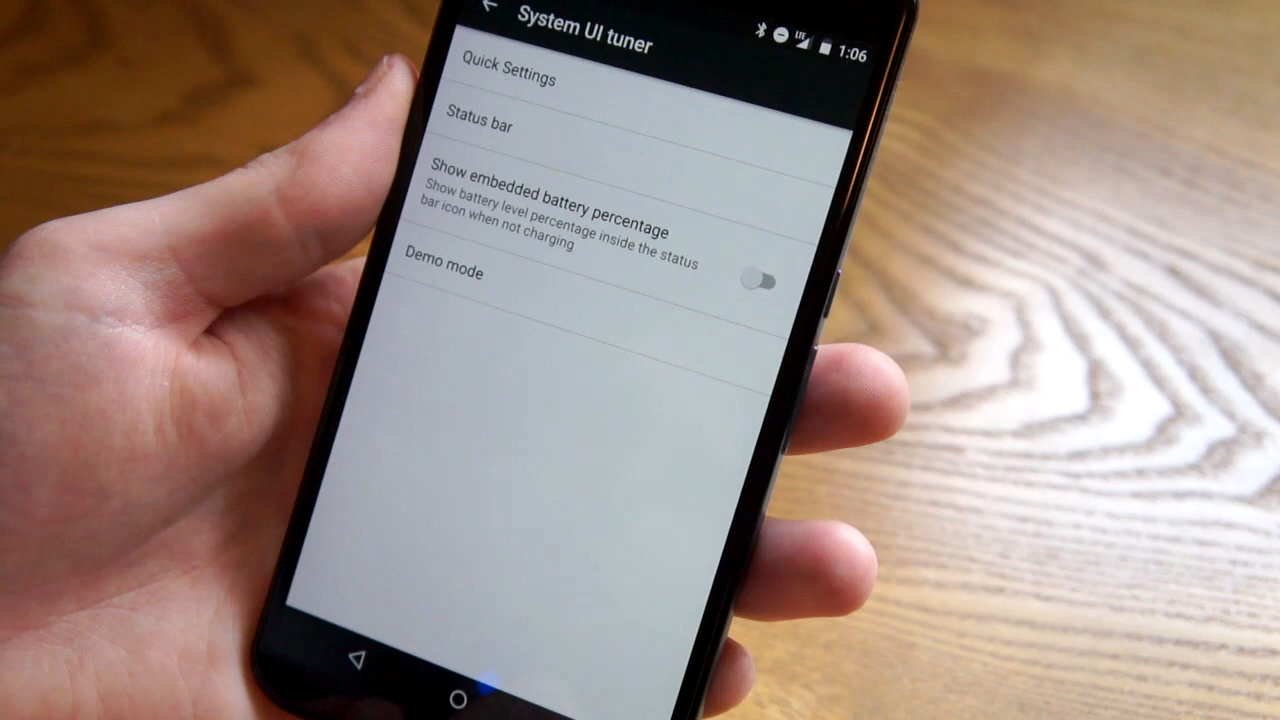 System UI tuner
LTE 1:06
Quick Settings
Status bar
Show embedded battery percentage
Show battery level percentage inside the status
bar icon when not charging
Demo mode